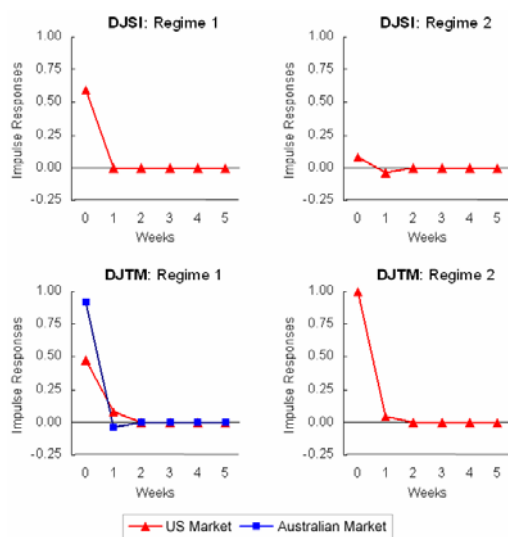 DJSI: Regime 1
Impulse Responses
1.00
0.75
0.50
0.25
0.00
-0.25
0 1 2 3 4 5
Weeks
DJSI: Regime 2
Impulse Responses
1.00
0.75
0.50
0.25
0.00
-0.25
0 1 2 3 4 5
Weeks
DJTM: Regime 1
Impulse Responses
1.00
0.75
0.50
0.25
0.00
-0.25
0 1 2 3 4 5
Weeks
DJTM: Regime 2
Impulse Responses
1.00
0.75
0.50
0.25
0.00
-0.25
0 1 2 3 4 5
Weeks
US Market Australian Market